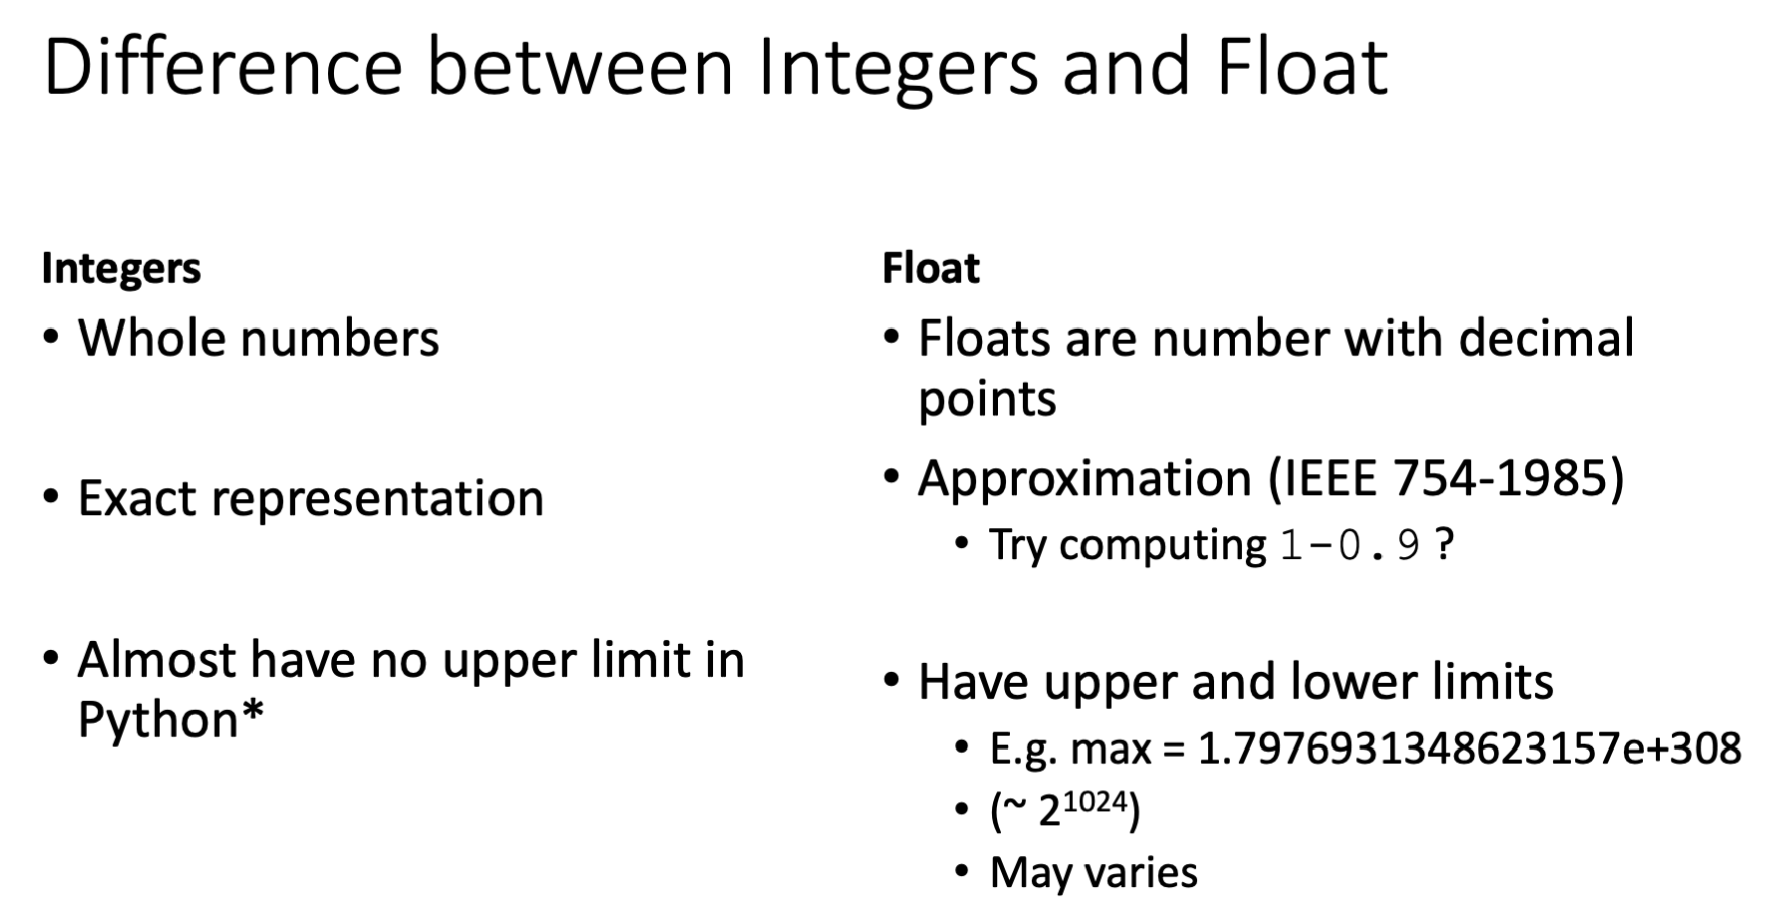 Difference between Integers and Float
Integers
• Whole numbers
• Exact representation
• Almost have no upper limit in
Python*
Float
• Floats are number with decimal
points
• Approximation (IEEE 754-1985)
• Try computing 1-0.9 ?
• Have upper and lower limits
• E.g. max = 1.7976931348623157e+308
• (~ 2¹⁰²⁴)
• May varies